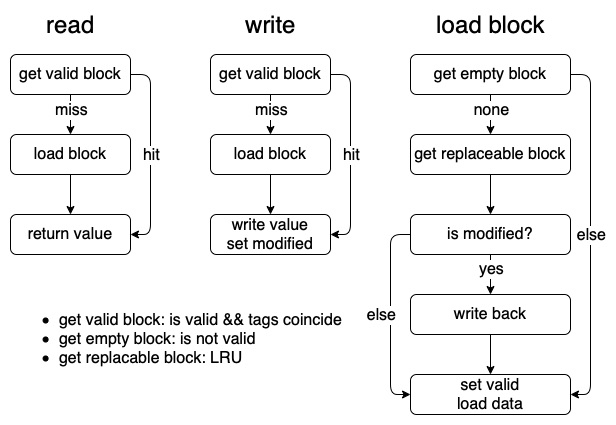 read
get valid block
miss
load block
hit
return value
write
get valid block
miss
load block
hit
write value
set modified
load block
get empty block
none
get replaceable block
is modified?
else
yes
else
write back
set valid
load data
• get valid block: is valid && tags coincide
• get empty block: is not valid
• get replacable block: LRU